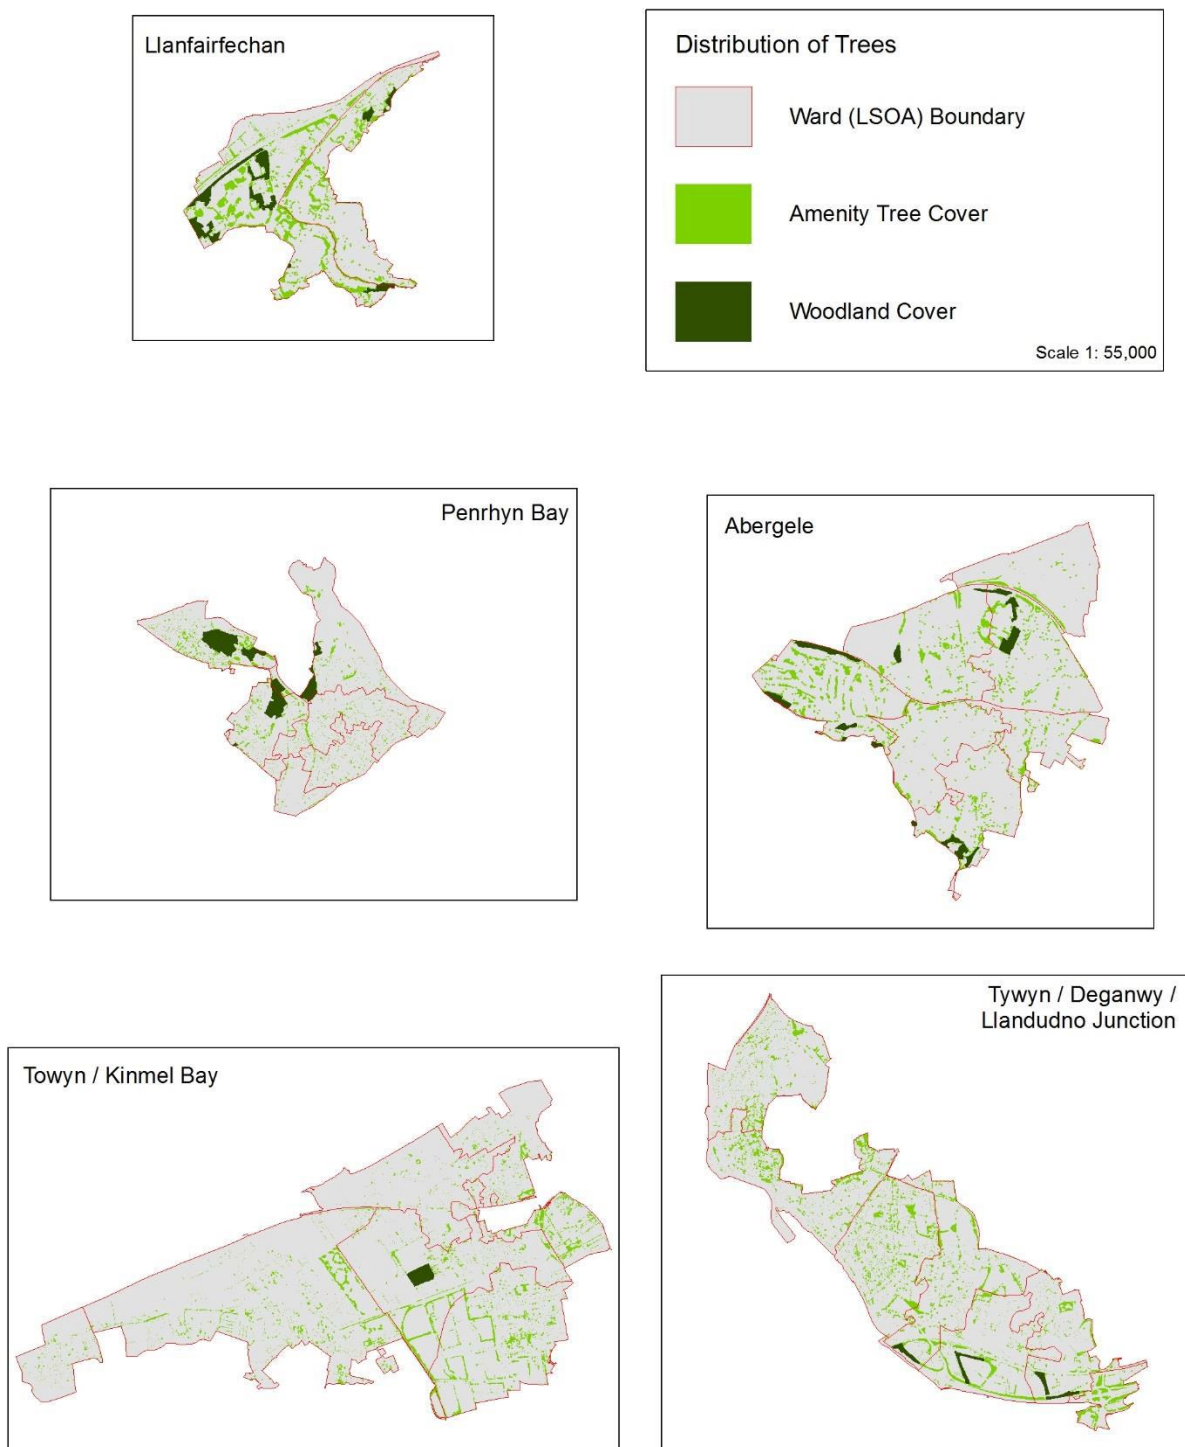 Llanfairfechan
Distribution of Trees
Ward (LSOA) Boundary
Amenity Tree Cover
Woodland Cover
Scale 1: 55,000
Penrhyn Bay
Abergele
Towyn / Kinmel Bay
Tywyn / Deganwy /
Llandudno Junction